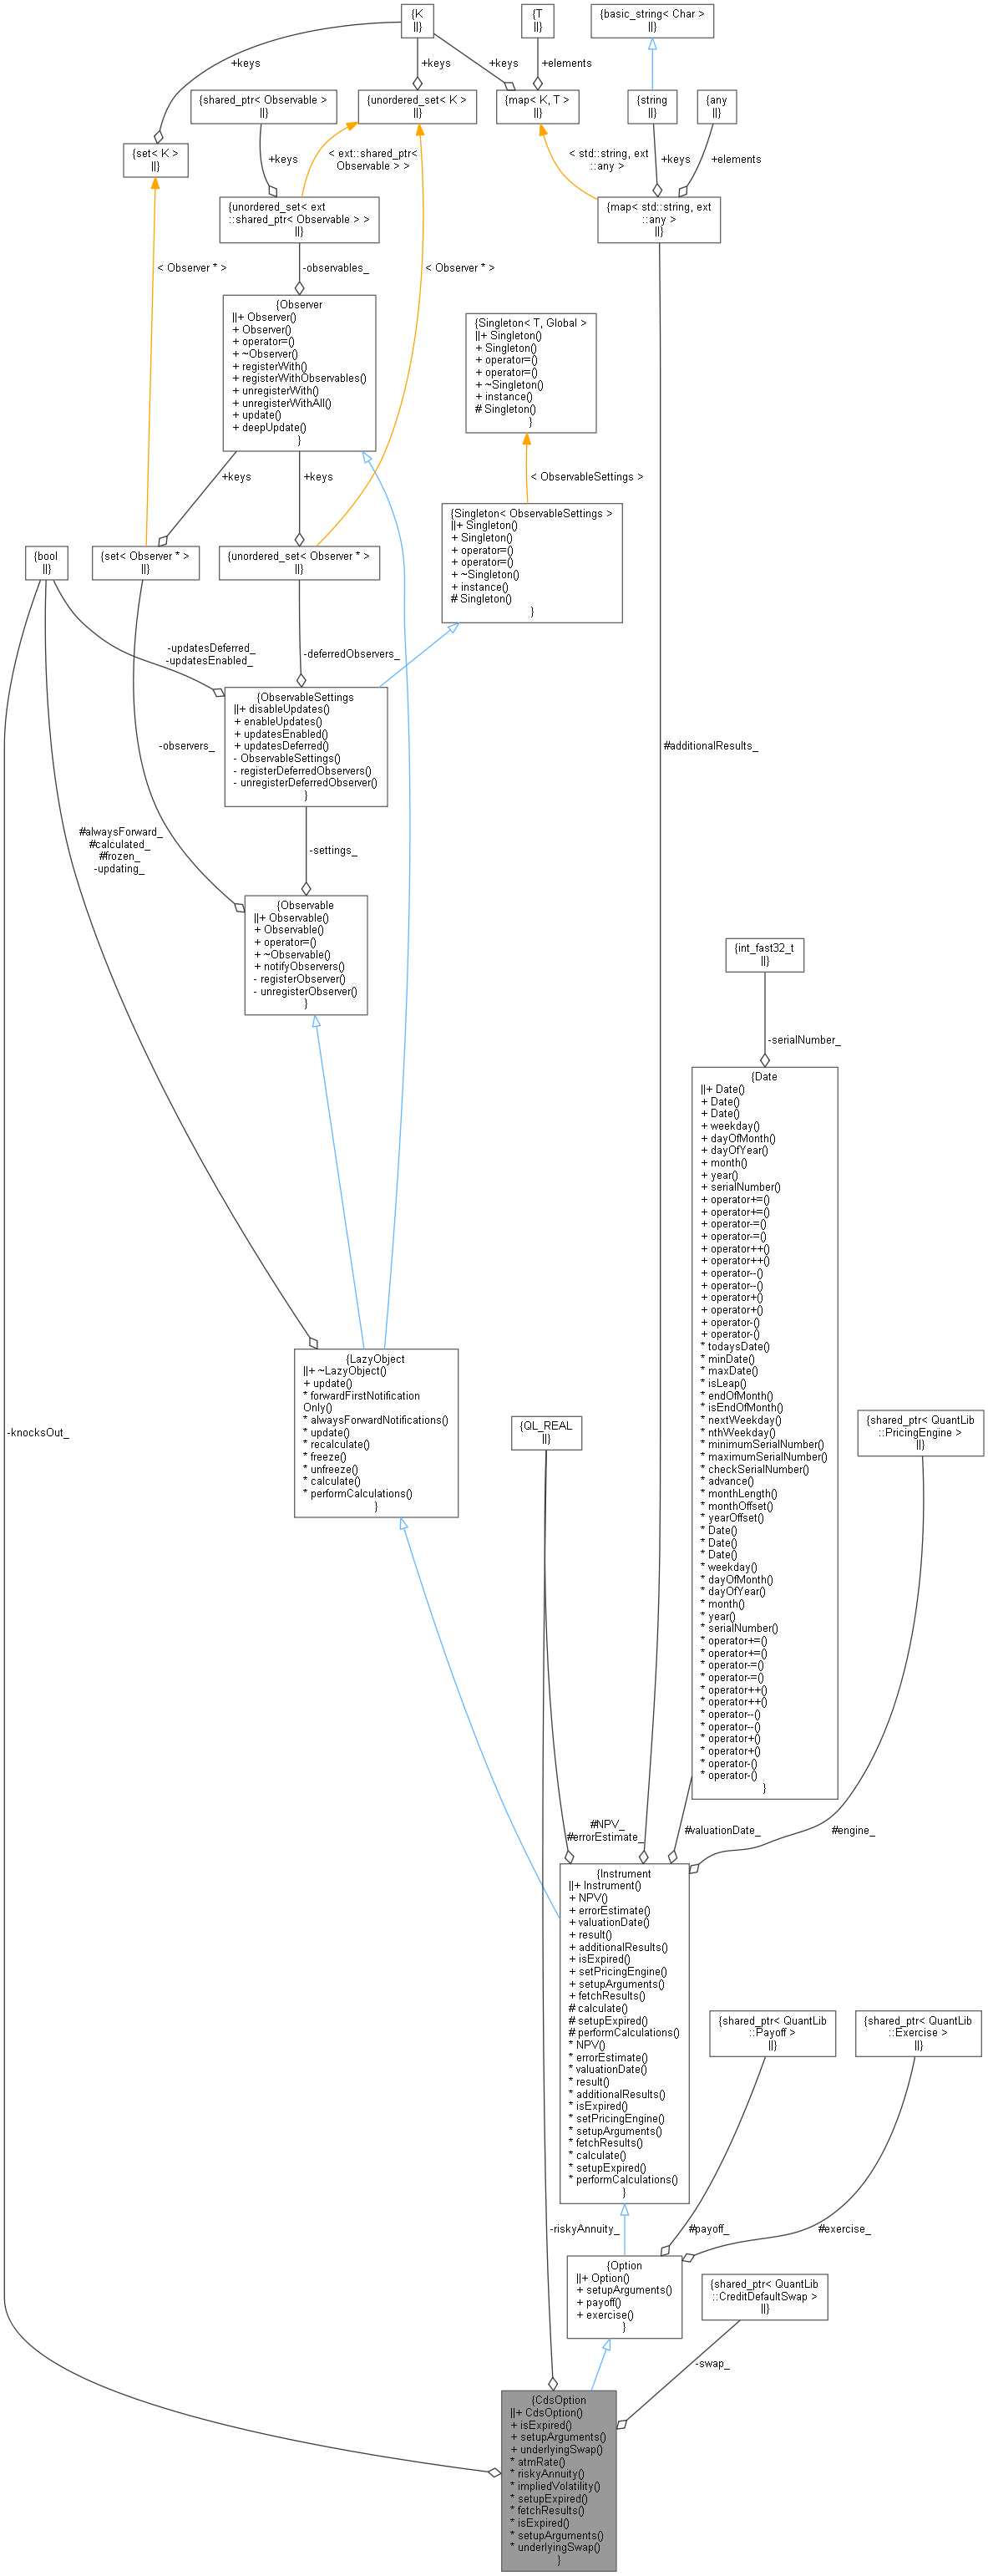 {K
||}
{T
||}
{basic_string< Char >
||}
+keys
+keys
+keys
+elements
{shared_ptr< Observable >
||}
{unordered_set< K >
||}
{map< K, T >
||}
{string
||}
{any
||}
{set< K >
||}
+keys
< ext::shared_ptr<
Observable > >
< std::string, ext
::any >
+keys
+elements
{unordered_set< ext
::shared_ptr< Observable > >
||}
{map< std::string, ext
::any >
||}
< Observer * >
-observables_
< Observer * >
{Observer
||+ Observer()
+ Observer()
+ operator=()
+ ~Observer()
+ registerWith()
+ registerWithObservables()
+ unregisterWith()
+ unregisterWithAll()
+ update()
+ deepUpdate()
}
{Singleton< T, Global >
||+ Singleton()
+ Singleton()
+ operator=()
+ operator=()
+ ~Singleton()
+ instance()
# Singleton()
}
+keys
+keys
< ObservableSettings >
{Singleton< ObservableSettings >
||+ Singleton()
+ Singleton()
+ operator=()
+ operator=()
+ ~Singleton()
+ instance()
# Singleton()
}
{bool
||}
{set< Observer * >
||}
{unordered_set< Observer * >
||}
-updatesDeferred_
-updatesEnabled_
-deferredObservers_
{ObservableSettings
||+ disableUpdates()
+ enableUpdates()
+ updatesEnabled()
+ updatesDeferred()
- ObservableSettings()
- registerDeferredObservers()
- unregisterDeferredObserver()
}
-observers_
#additionalResults_
#alwaysForward_
#calculated_
#frozen_
-updating_
-settings_
{Observable
||+ Observable()
+ Observable()
+ operator=()
+ ~Observable()
+ notifyObservers()
- registerObserver()
- unregisterObserver()
}
{int_fast32_t
||}
-serialNumber_
{Date
||+ Date()
+ Date()
+ Date()
+ weekday()
+ dayOfMonth()
+ dayOfYear()
+ month()
+ year()
+ serialNumber()
+ operator+=()
+ operator+=()
+ operator-=()
+ operator-=()
+ operator++()
+ operator++()
+ operator--()
+ operator--()
+ operator+()
+ operator+()
+ operator-()
+ operator-()
* todaysDate()
* minDate()
* maxDate()
* isLeap()
* endOfMonth()
* isEndOfMonth()
* nextWeekday()
* nthWeekday()
* minimumSerialNumber()
* maximumSerialNumber()
* checkSerialNumber()
* advance()
* monthLength()
* monthOffset()
* yearOffset()
* Date()
* Date()
* Date()
* weekday()
* dayOfMonth()
* dayOfYear()
* month()
* year()
* serialNumber()
* operator+=()
* operator+=()
* operator-=()
* operator-=()
* operator++()
* operator++()
* operator--()
* operator--()
* operator+()
* operator+()
* operator-()
* operator-()
}
{LazyObject
||+ ~LazyObject()
+ update()
* forwardFirstNotification
Only()
* alwaysForwardNotifications()
* update()
* recalculate()
* freeze()
* unfreeze()
* calculate()
* performCalculations()
}
-knocksOut_
{QL_REAL
||}
{shared_ptr< QuantLib
::PricingEngine >
||}
#NPV_
#errorEstimate_
#valuationDate_
#engine_
{Instrument
||+ Instrument()
+ NPV()
+ errorEstimate()
+ valuationDate()
+ result()
+ additionalResults()
+ isExpired()
+ setPricingEngine()
+ setupArguments()
+ fetchResults()
# calculate()
# setupExpired()
# performCalculations()
* NPV()
* errorEstimate()
* valuationDate()
* result()
* additionalResults()
* isExpired()
* setPricingEngine()
* setupArguments()
* fetchResults()
* calculate()
* setupExpired()
* performCalculations()
}
{shared_ptr< QuantLib
::Payoff >
||}
{shared_ptr< QuantLib
::Exercise >
||}
-riskyAnnuity_
#payoff_
#exercise_
{Option
||+ Option()
+ setupArguments()
+ payoff()
+ exercise()
}
{shared_ptr< QuantLib
::CreditDefaultSwap >
||}
-swap_
{CdsOption
||+ CdsOption()
+ isExpired()
+ setupArguments()
+ underlyingSwap()
* atmRate()
* riskyAnnuity()
* impliedVolatility()
* setupExpired()
* fetchResults()
* isExpired()
* setupArguments()
* underlyingSwap()
}